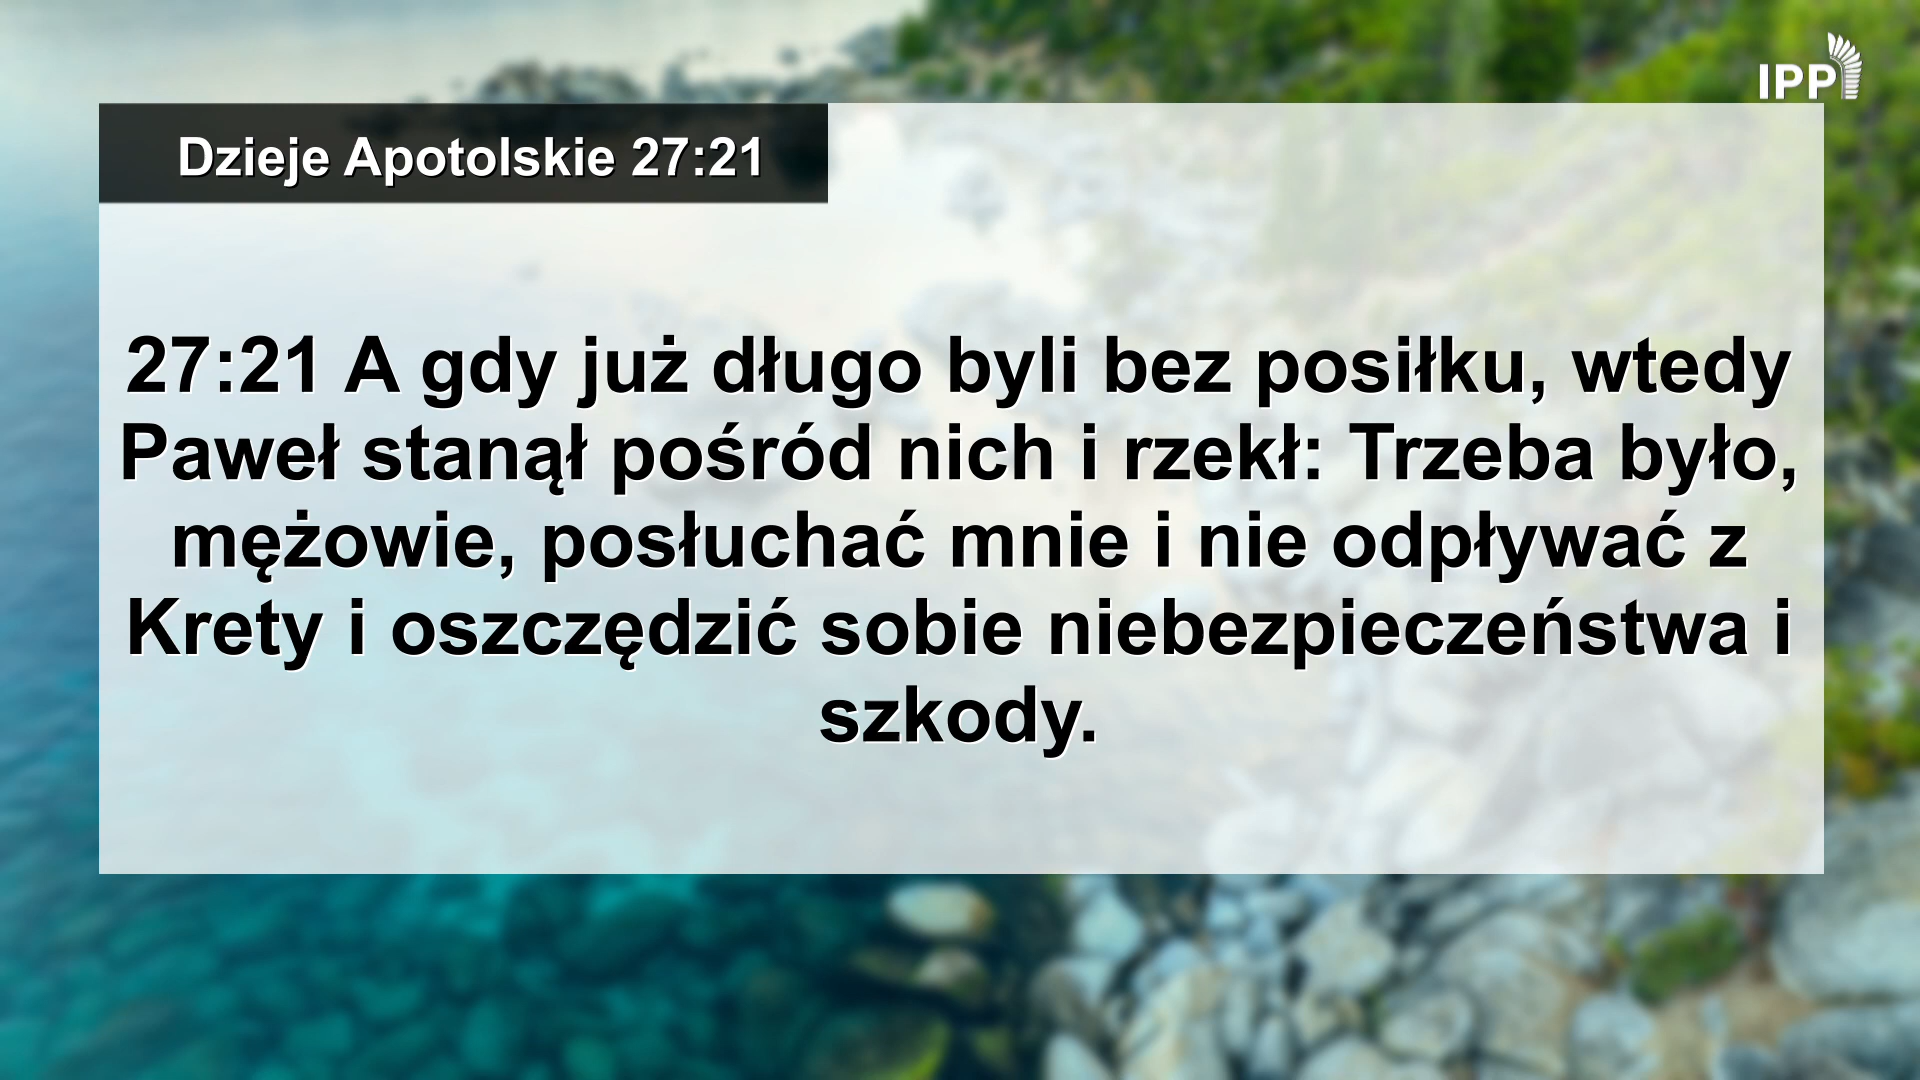 IPP
Dzieje Apotolskie 27:21
27:21 A gdy już długo byli bez posiłku, wtedy
Paweł stanął pośród nich i rzekł: Trzeba było,
mężowie, posłuchać mnie i nie odpływać z
Krety i oszczędzić sobie niebezpieczeństwa i
szkody.